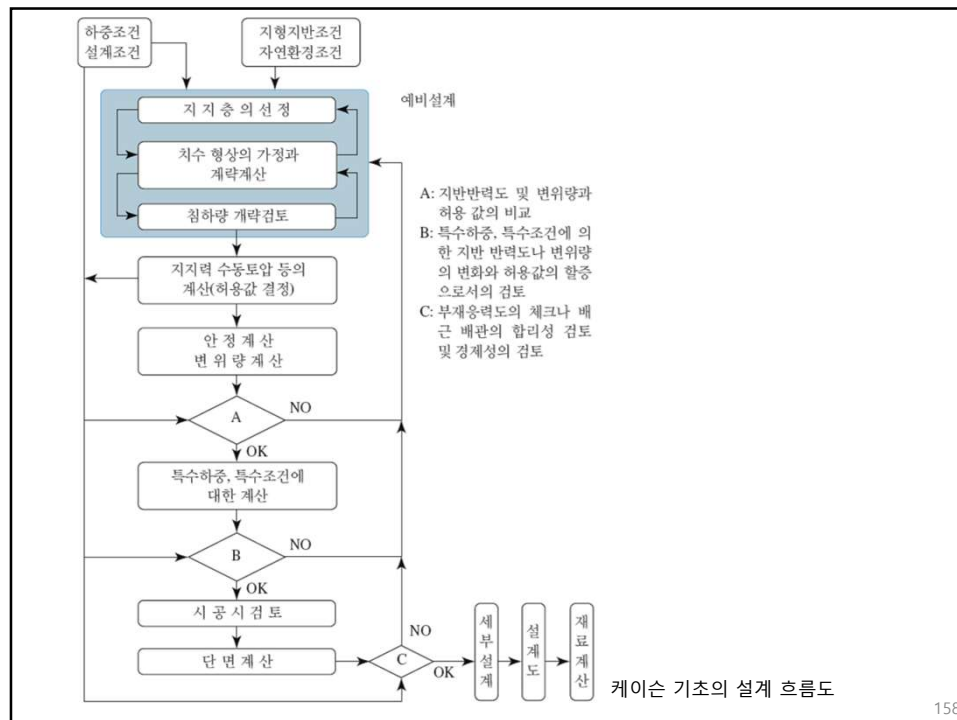 하중조건
설계조건
지형지반조건
자연환경조건
예비설계
지 지 층 의 선 정
치수 형상의 가정과
계략계산
침하량 개략검토
A: 지반반력도 및 변위량과
허용 값의 비교
B: 특수하중, 특수조건에 의
한 지반 반력도나 변위량
의 변화와 허용값의 할증
으로서의 검토
C: 부재응력도의 체크나 배
근 배관의 합리성 검토
및 경제성의 검토
지지력 수동토압 등의
계산(허용값 결정)
안 정 계 산
변 위 량 계 산
A
NO
OK
특수하중, 특수조건에
대한 계산
B
NO
OK
시 공 시 검 토
단 면 계 산
C
NO
OK
세부설계
설계도
재료계산
케이슨 기초의 설계 흐름도
158